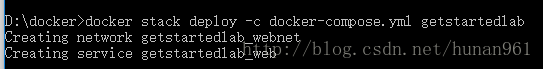 D:\docker>docker stack deploy -c docker-compose.yml getstartedlab
Creating network getstartedlab_webnet
Creating service getstartedlab_web
http://blog.csdn.net/hunan961